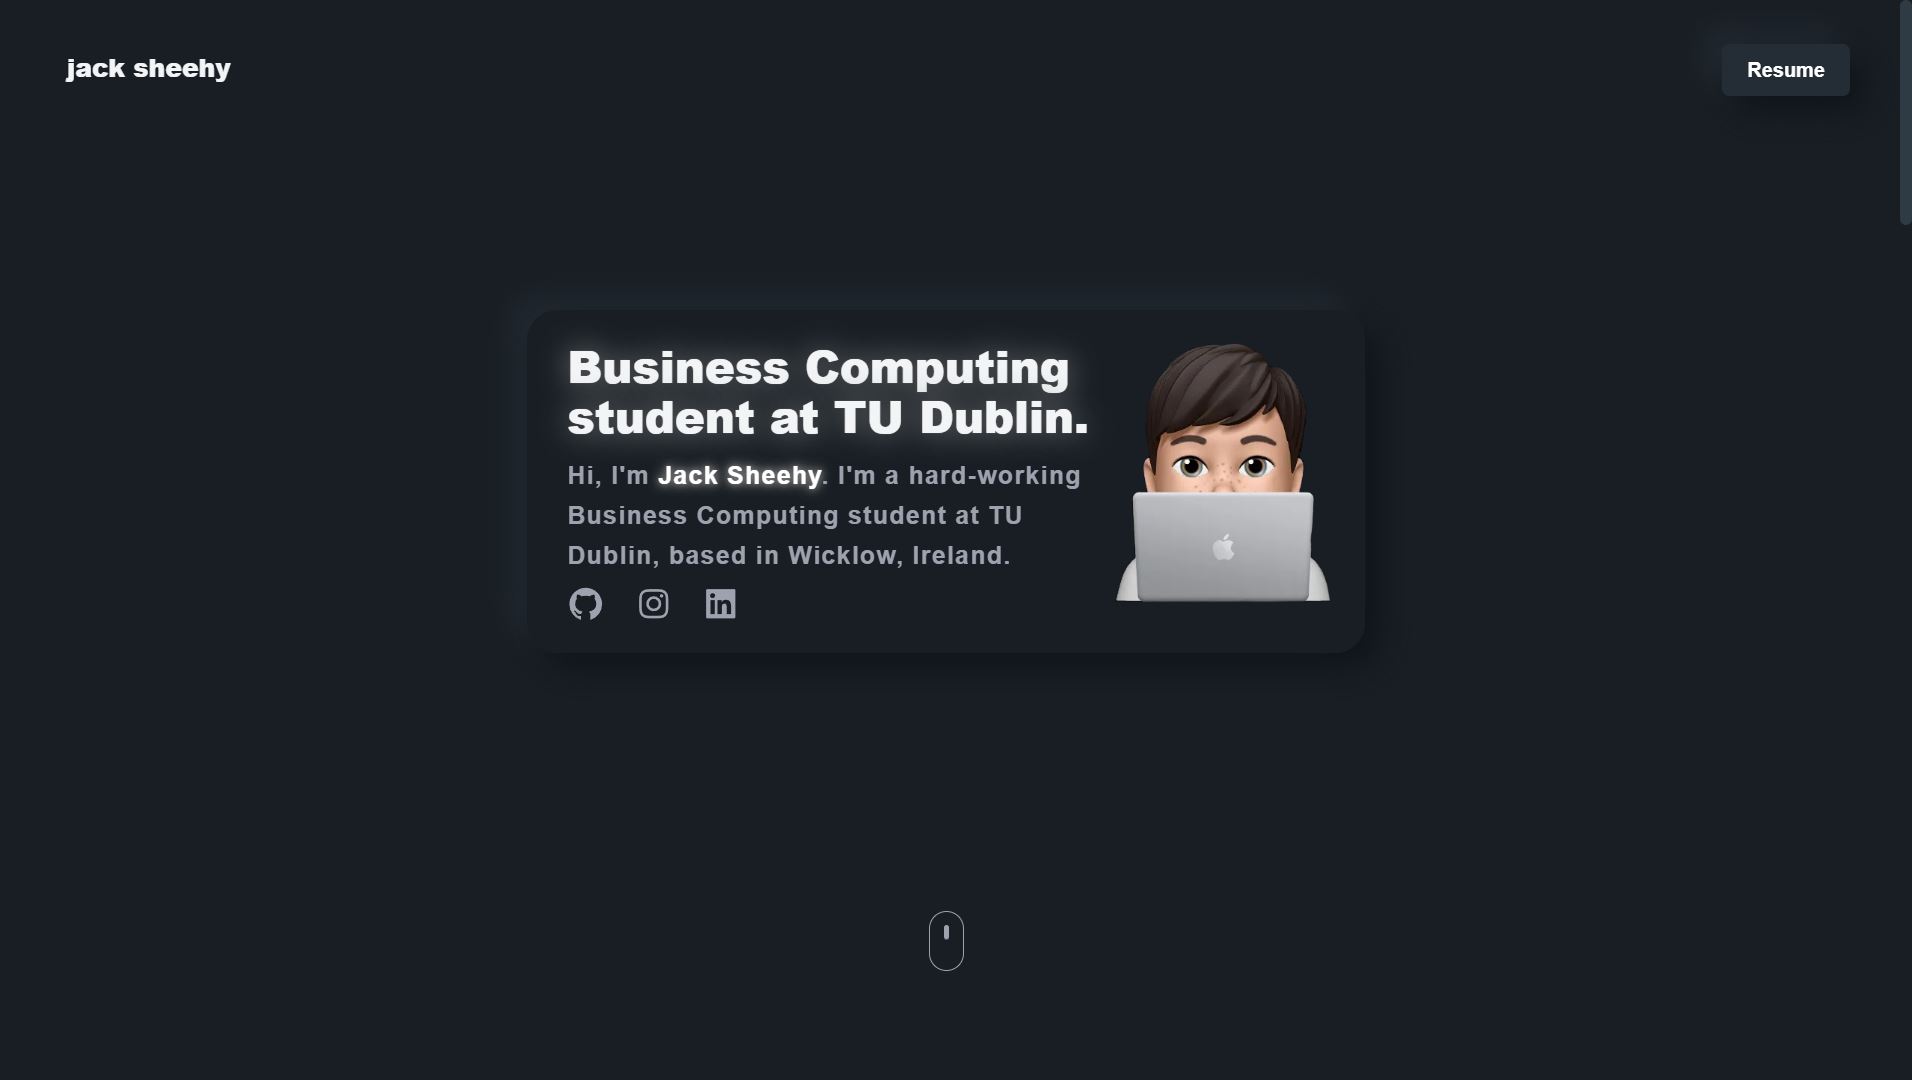 jack sheehy
Resume
Business Computing
student at TU Dublin.
Hi, I'm Jack Sheehy. I'm a hard-working
Business Computing student at TU
Dublin, based in Wicklow, Ireland.
in